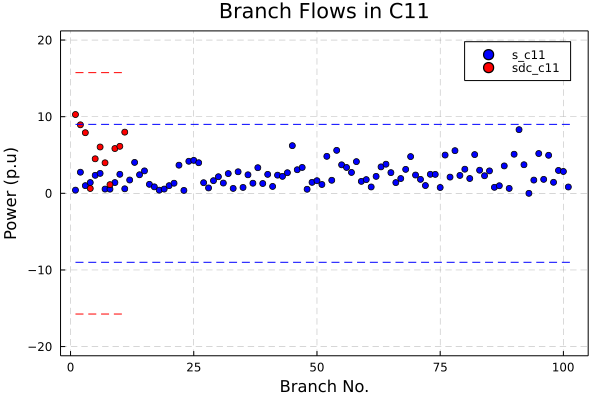 Branch Flows in C11
20
10
0
−10
−20
Power (p.u)
s_c11
sdc_c11
0 25 50 75 100
Branch No.